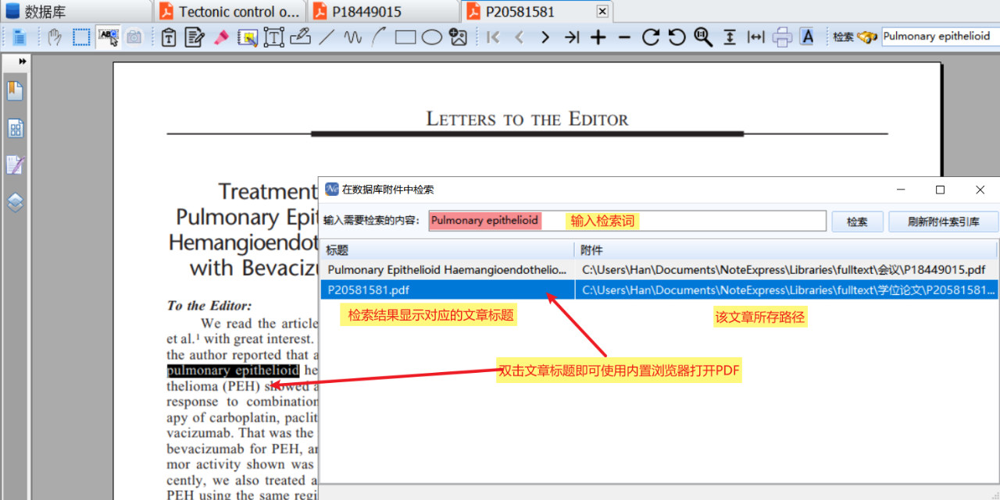 数据库
Tectonic control o...
P18449015
P20581581
检索
Pulmonary epithelioid
LETTERS TO THE EDITOR
Treatment
Pulmonary Epi
Hemangioendot
with Bevaciz
To the Editor:
We read the article
et al.¹ with great interest.
the author reported that a
pulmonary epithelioid he
thelioma (PEH) showed a
response to combination
apy of carboplatin, paclit
vacizumab. That was the
bevacizumab for PEH, an
mor activity shown was
cently, we also treated a
PEH using the same regi
在数据库附件中检索
输入需要检索的内容: Pulmonary epithelioid 输入检索词 检索 刷新附件索引库
标题 附件
Pulmonary Epithelioid Haemangioendothelio... C:\Users\Han\Documents\NoteExpress\Libraries\fulltext\会议\P18449015.pdf
P20581581.pdf C:\Users\Han\Documents\NoteExpress\Libraries\fulltext\学位论文\P20581581...
检索结果显示对应的文章标题
该文章所存路径
双击文章标题即可使用内置浏览器打开PDF